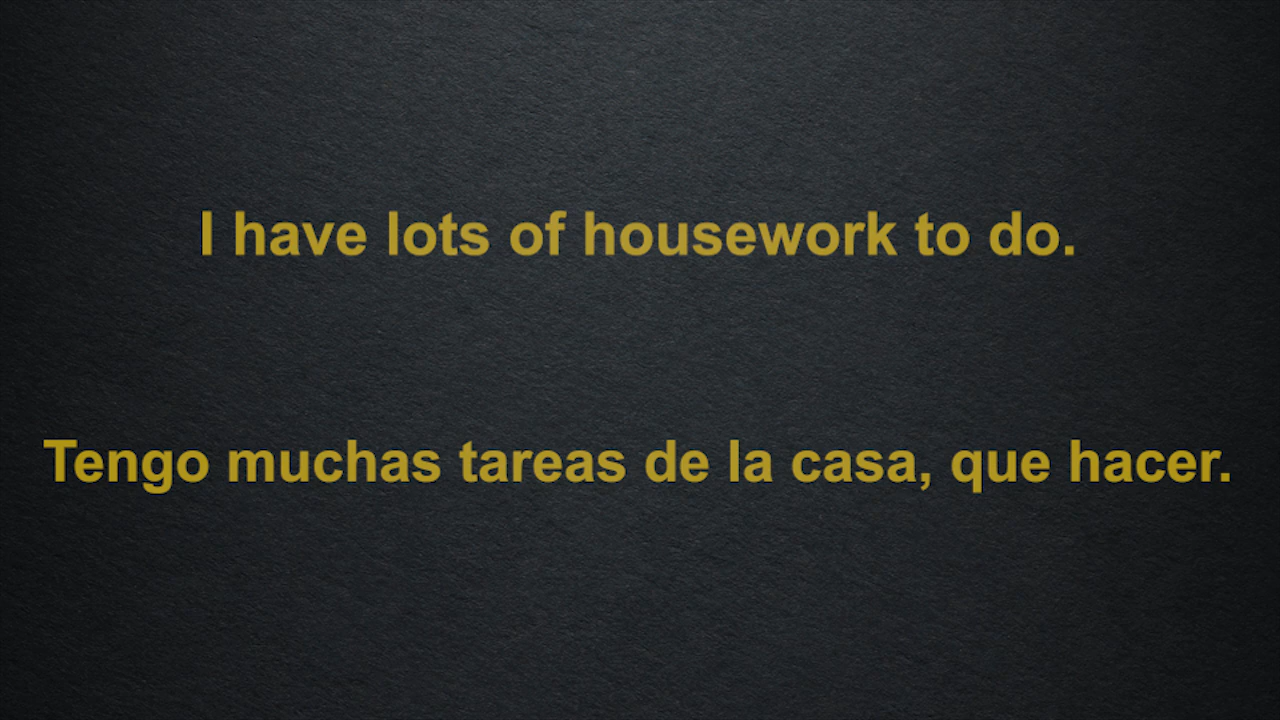 I have lots of housework to do.
Tengo muchas tareas de la casa, que hacer.